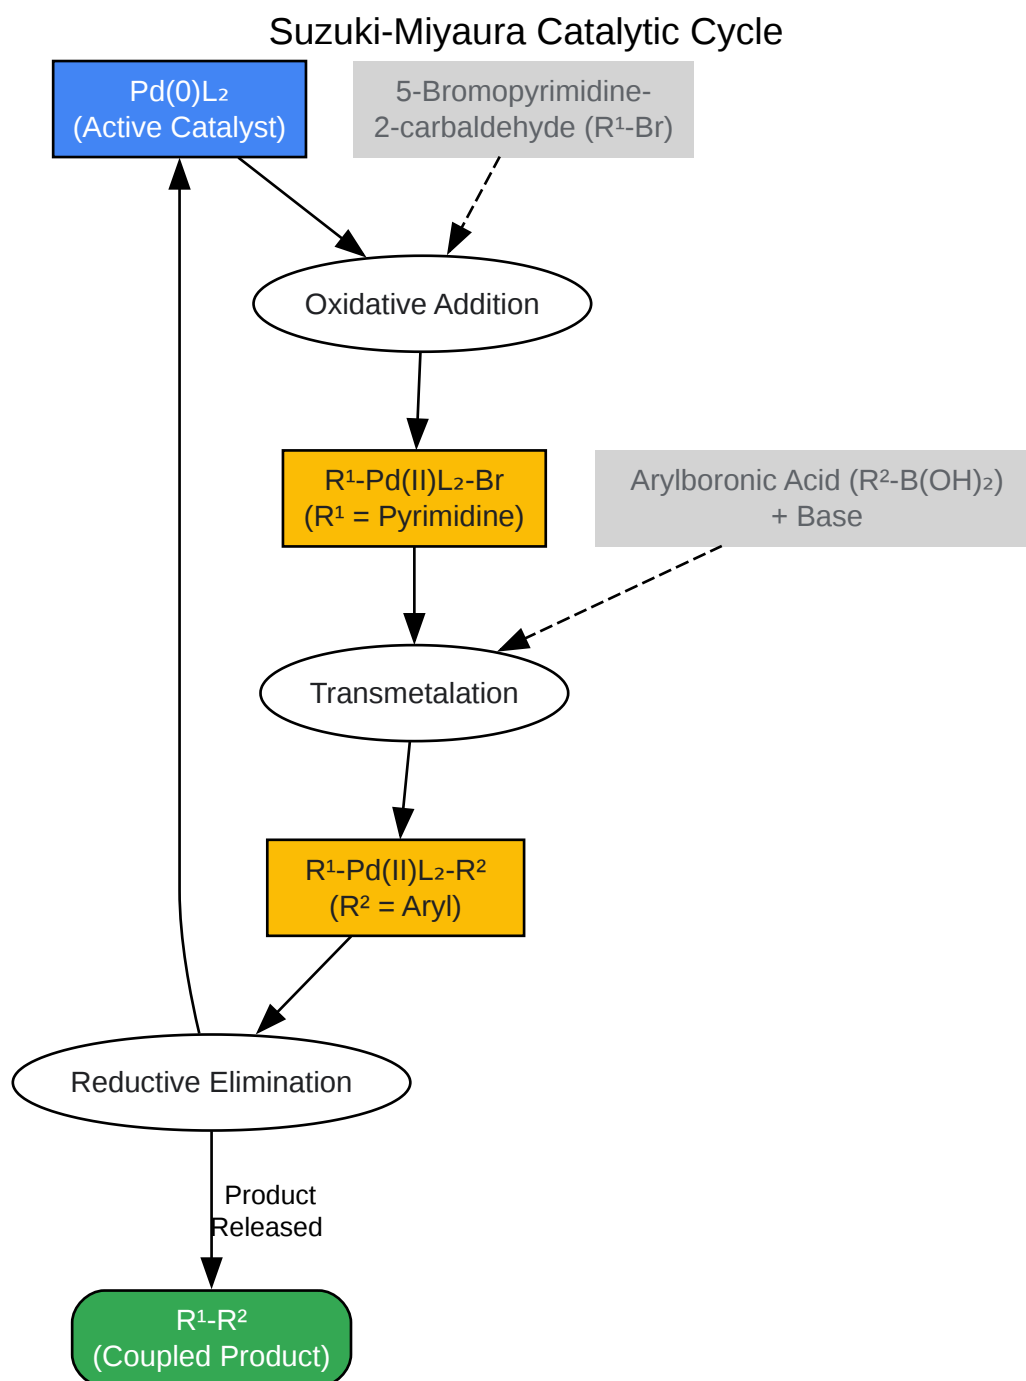 Suzuki-Miyaura Catalytic Cycle
Pd(0)L₂
(Active Catalyst)
5-Bromopyrimidine-
2-carbaldehyde (R¹-Br)
Oxidative Addition
R¹-Pd(II)L₂-Br
(R¹ = Pyrimidine)
Arylboronic Acid (R²-B(OH)₂)
+ Base
Transmetalation
R¹-Pd(II)L₂-R²
(R² = Aryl)
Reductive Elimination
Product
Released
R¹-R²
(Coupled Product)